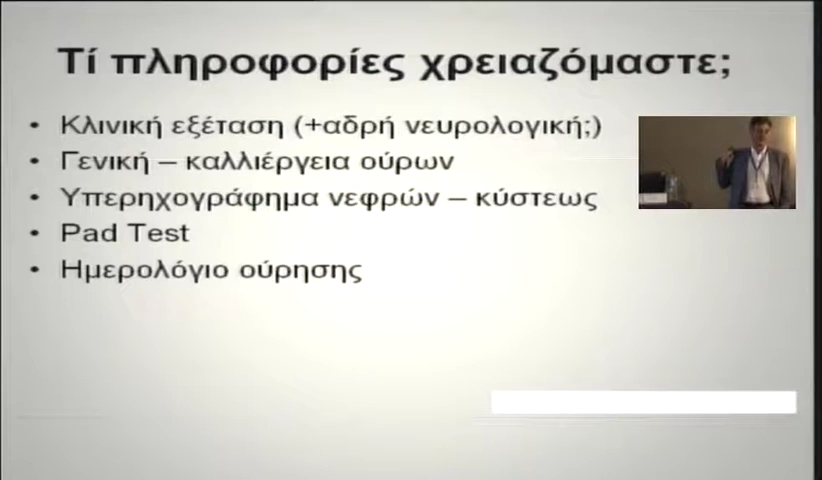 Τί πληροφορίες χρειαζόμαστε;
• Κλινική εξέταση (+αδρή νευρολογική;)
• Γενική – καλλιέργεια ούρων
• Υπερηχογράφημα νεφρών – κύστεως
• Pad Test
• Ημερολόγιο ούρησης